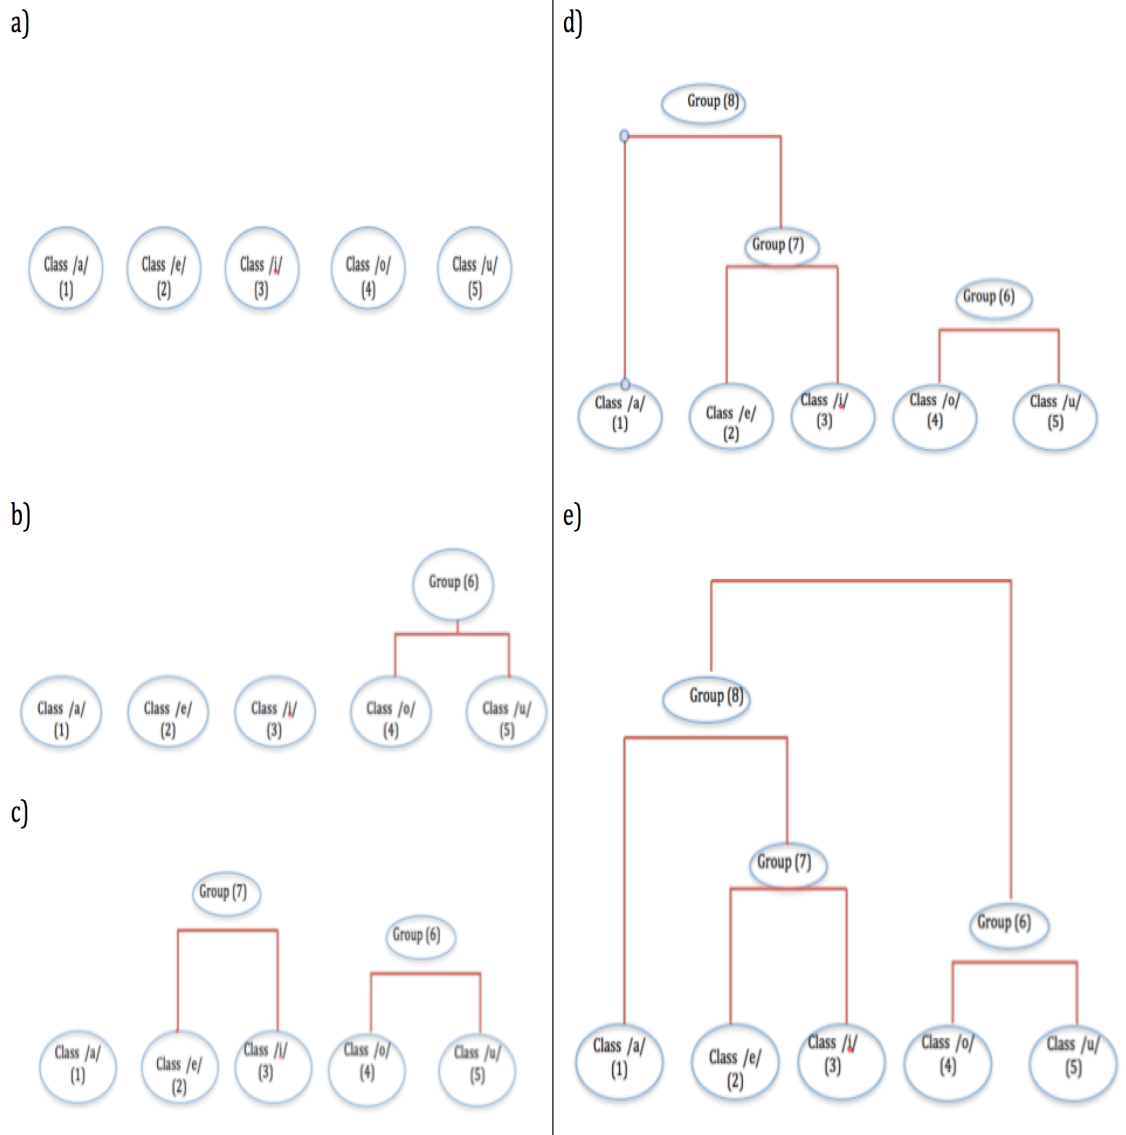 a)
Class /a/
(1)
Class /e/
(2)
Class /i/
(3)
Class /o/
(4)
Class /u/
(5)
b)
Group (6)
Class /a/
(1)
Class /e/
(2)
Class /i/
(3)
Class /o/
(4)
Class /u/
(5)
c)
Group (7)
Group (6)
Class /a/
(1)
Class /e/
(2)
Class /i/
(3)
Class /o/
(4)
Class /u/
(5)
d)
Group (8)
Group (7)
Group (6)
Class /a/
(1)
Class /e/
(2)
Class /i/
(3)
Class /o/
(4)
Class /u/
(5)
e)
Group (8)
Group (7)
Group (6)
Class /a/
(1)
Class /e/
(2)
Class /i/
(3)
Class /o/
(4)
Class /u/
(5)